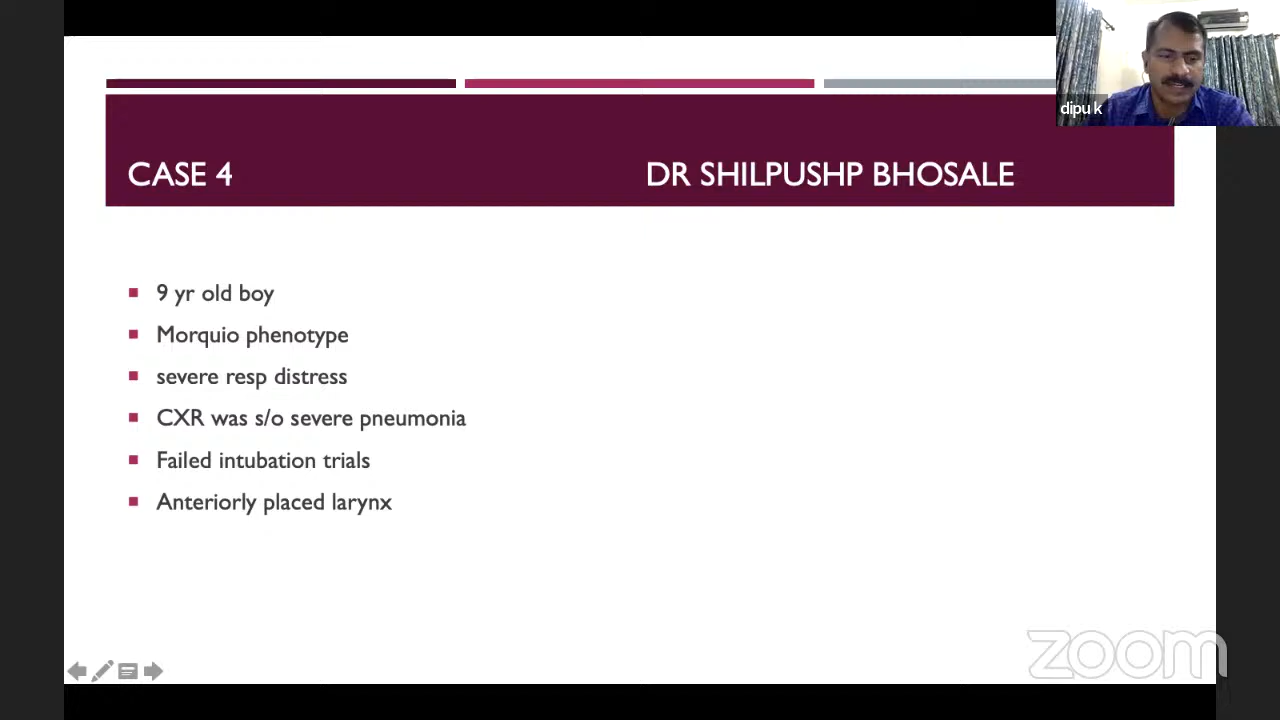 dipu k
CASE 4 DR SHILPUSHP BHOSALE
9 yr old boy
Morquio phenotype
severe resp distress
CXR was s/o severe pneumonia
Failed intubation trials
Anteriorly placed larynx
zoom